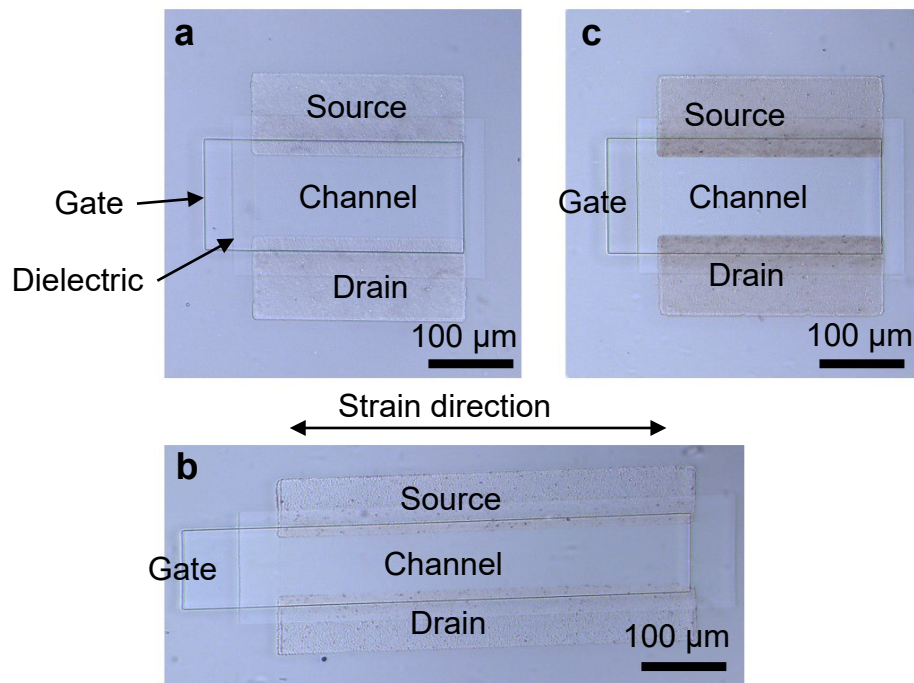 a
Source
Gate
Channel
Dielectric
Drain
100 µm
c
Source
Gate
Channel
Drain
100 µm
Strain direction
b
Source
Gate
Channel
Drain
100 µm